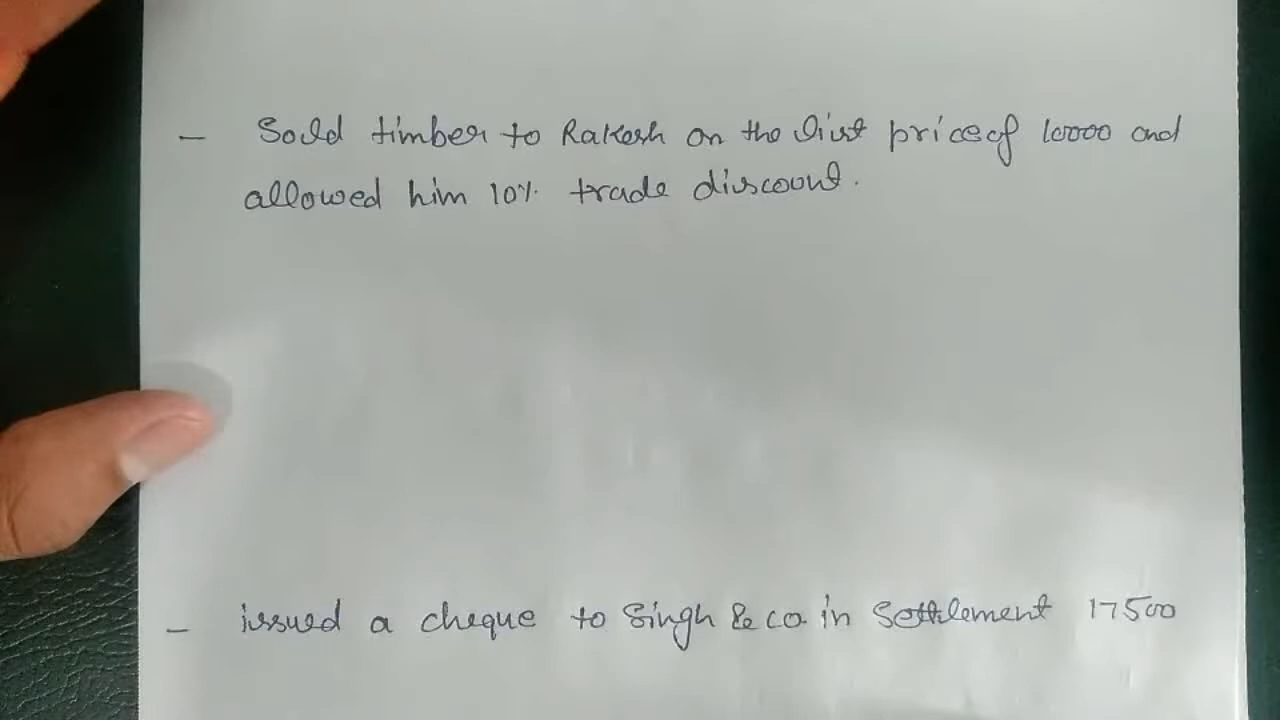 - Sold timber to Rakesh on the list price of 10000 and
allowed him 10% trade discount.
- issued a cheque to Singh & co. in Settlement 17500